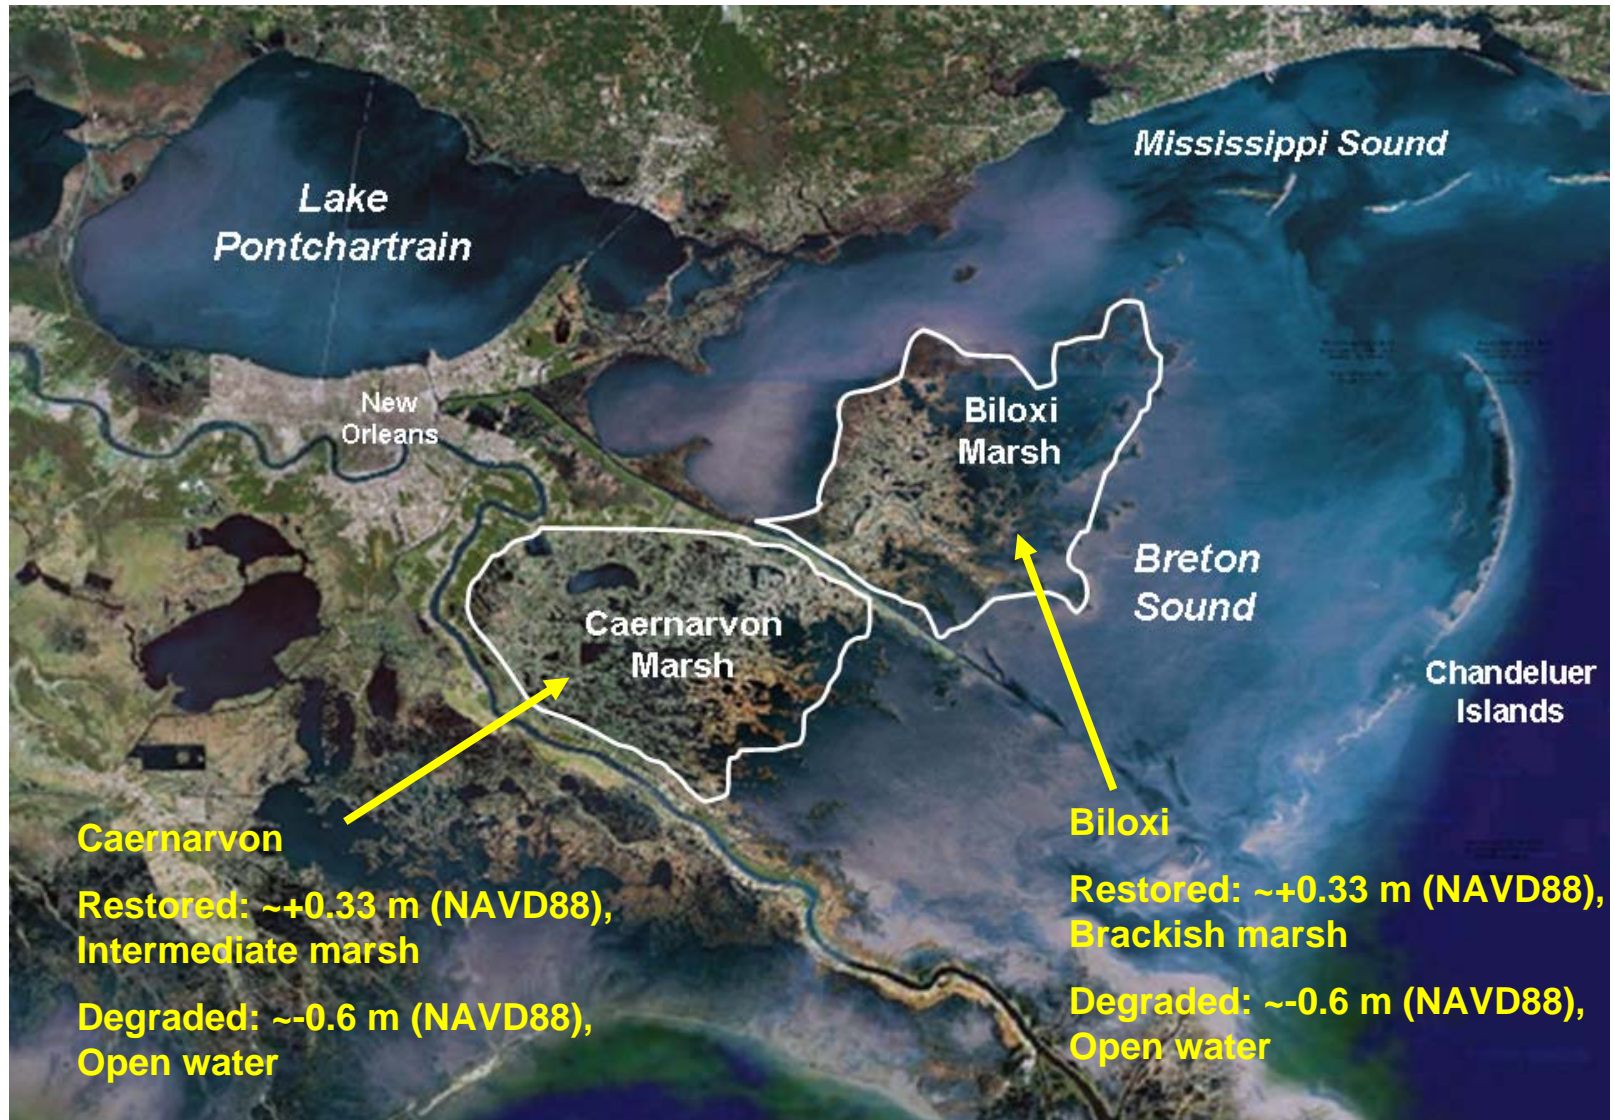 Mississippi Sound
Lake
Pontchartrain
New
Orleans
Biloxi
Marsh
Breton
Sound
Caernarvon
Marsh
Chandeluer
Islands
Caernarvon
Restored: ~+0.33 m (NAVD88),
Intermediate marsh
Degraded: ~-0.6 m (NAVD88),
Open water
Biloxi
Restored: ~+0.33 m (NAVD88),
Brackish marsh
Degraded: ~-0.6 m (NAVD88),
Open water